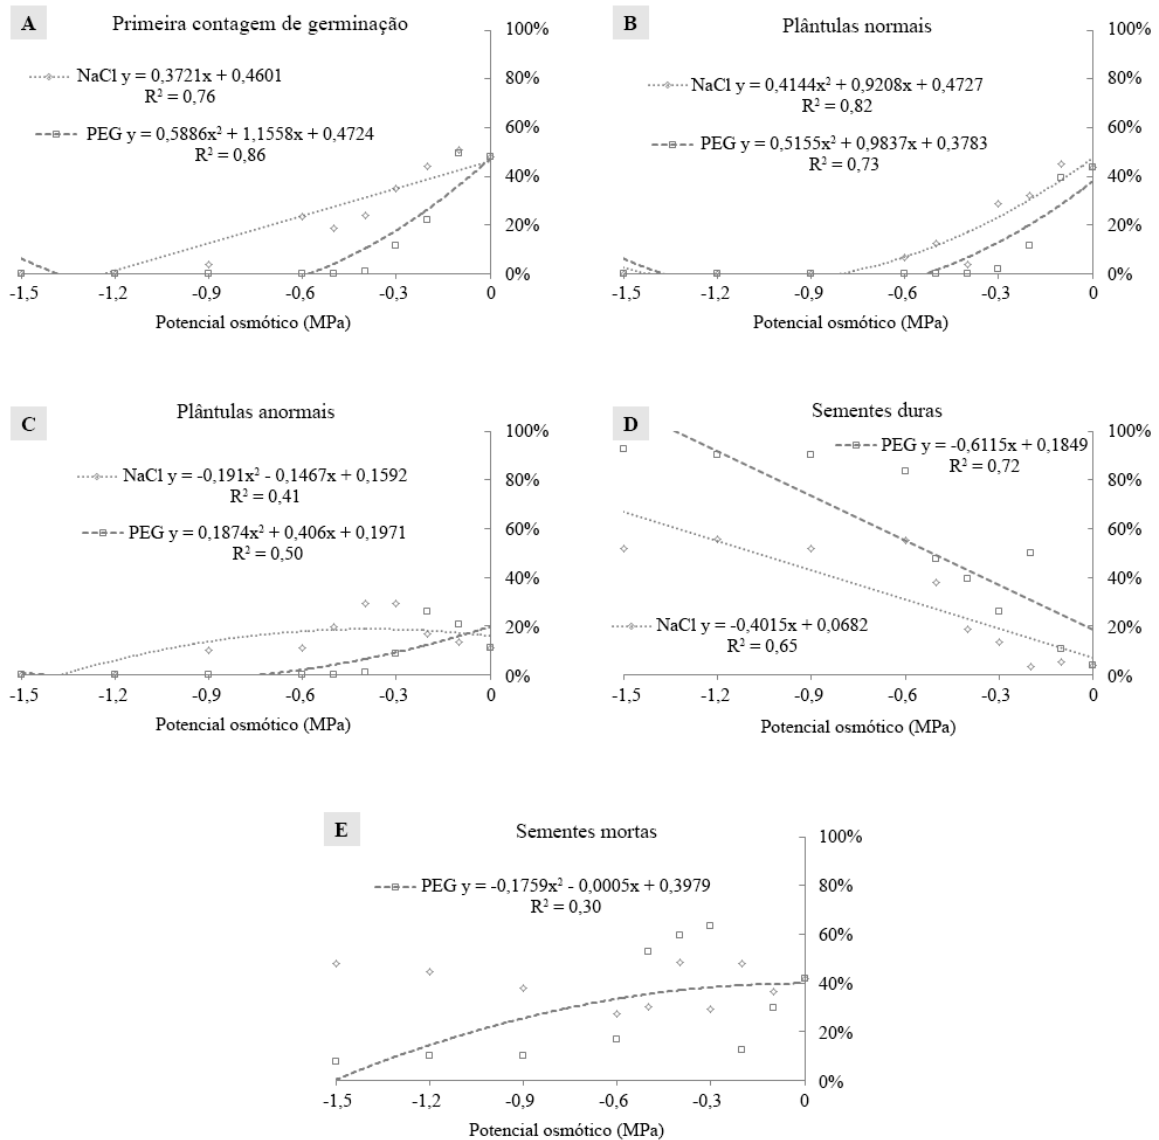 A
Primeira contagem de germinação
NaCl y = 0,3721x + 0,4601
R² = 0,76
PEG y = 0,5886x² + 1,1558x + 0,4724
R² = 0,86
100%
80%
60%
40%
20%
0%
-1,5 -1,2 -0,9 -0,6 -0,3 0
Potencial osmótico (MPa)
B
Plântulas normais
NaCl y = 0,4144x² + 0,9208x + 0,4727
R² = 0,82
PEG y = 0,5155x² + 0,9837x + 0,3783
R² = 0,73
100%
80%
60%
40%
20%
0%
-1,5 -1,2 -0,9 -0,6 -0,3 0
Potencial osmótico (MPa)
C
Plântulas anormais
NaCl y = -0,191x² - 0,1467x + 0,1592
R² = 0,41
PEG y = 0,1874x² + 0,406x + 0,1971
R² = 0,50
100%
80%
60%
40%
20%
0%
-1,5 -1,2 -0,9 -0,6 -0,3 0
Potencial osmótico (MPa)
D
Sementes duras
PEG y = -0,6115x + 0,1849
R² = 0,72
NaCl y = -0,4015x + 0,0682
R² = 0,65
100%
80%
60%
40%
20%
0%
-1,5 -1,2 -0,9 -0,6 -0,3 0
Potencial osmótico (MPa)
E
Sementes mortas
PEG y = -0,1759x² - 0,0005x + 0,3979
R² = 0,30
100%
80%
60%
40%
20%
0%
-1,5 -1,2 -0,9 -0,6 -0,3 0
Potencial osmótico (MPa)